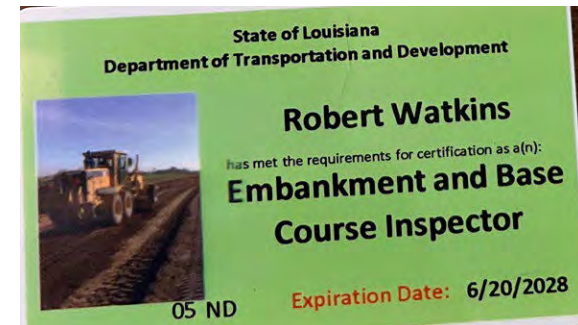 State of Louisiana
Department of Transportation and Development
Robert Watkins
has met the requirements for certification as a(n):
Embankment and Base
Course Inspector
05 ND
Expiration Date: 6/20/2028